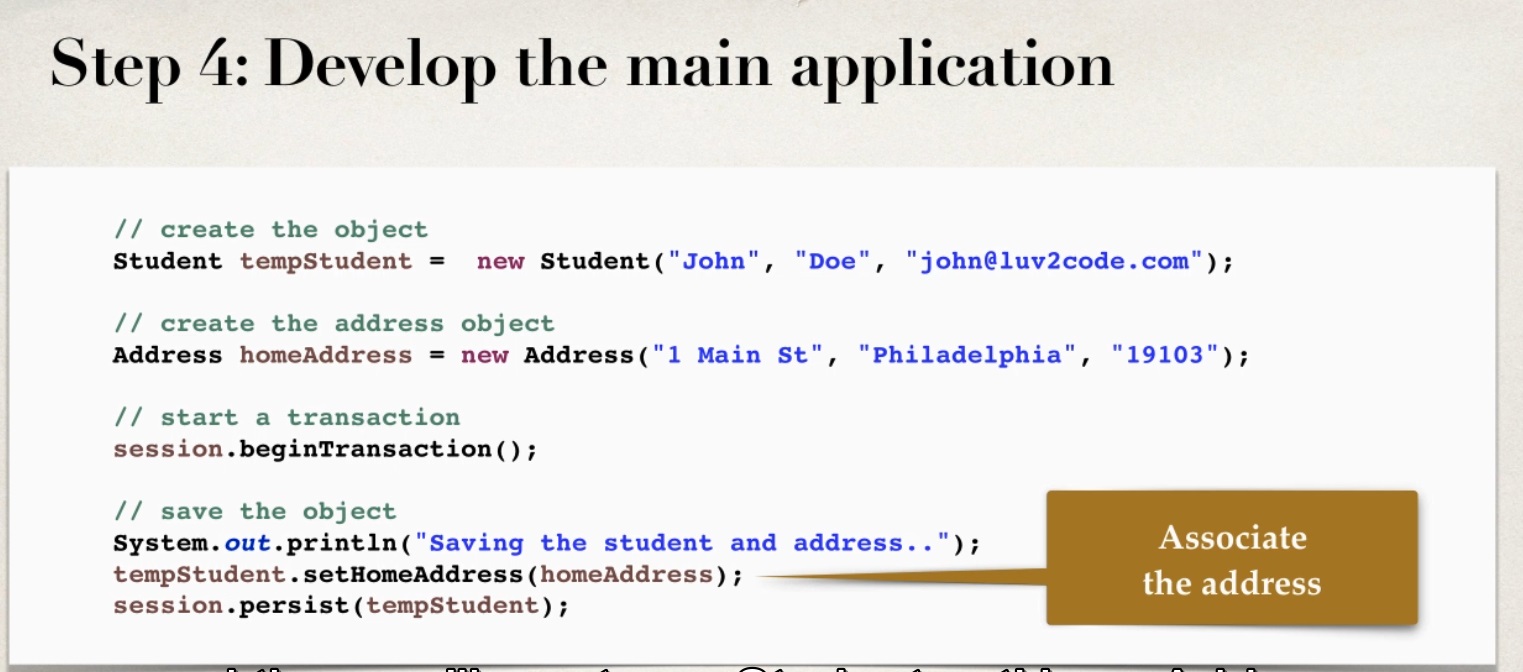 Step 4: Develop the main application
// create the object
Student tempStudent =  new Student("John", "Doe", "john@luv2code.com");
// create the address object
Address homeAddress = new Address("1 Main St", "Philadelphia", "19103");
// start a transaction
session.beginTransaction();
// save the object
System.out.println("Saving the student and address..");
tempStudent.setHomeAddress(homeAddress);
session.persist(tempStudent);
Associate
the address